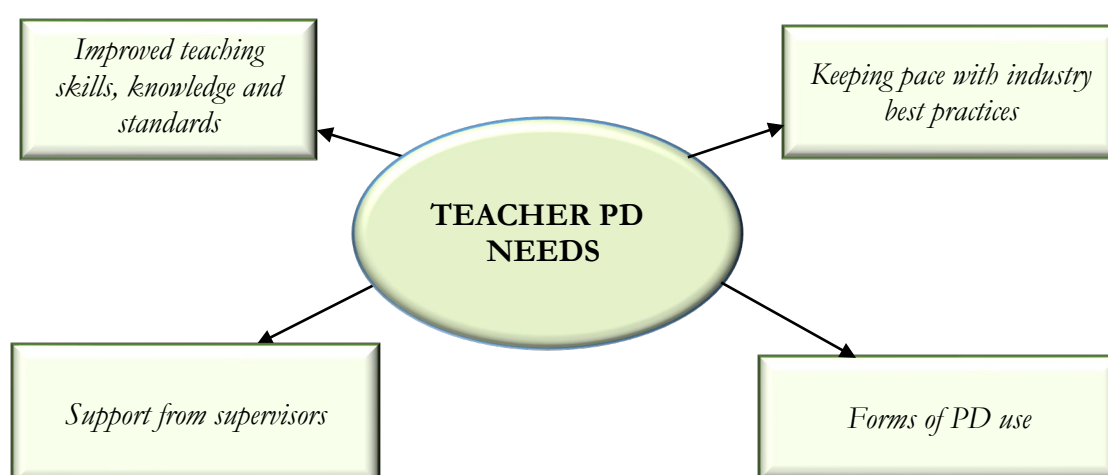 Improved teaching
skills, knowledge and
standards
Keeping pace with industry
best practices
TEACHER PD
NEEDS
Support from supervisors
Forms of PD use